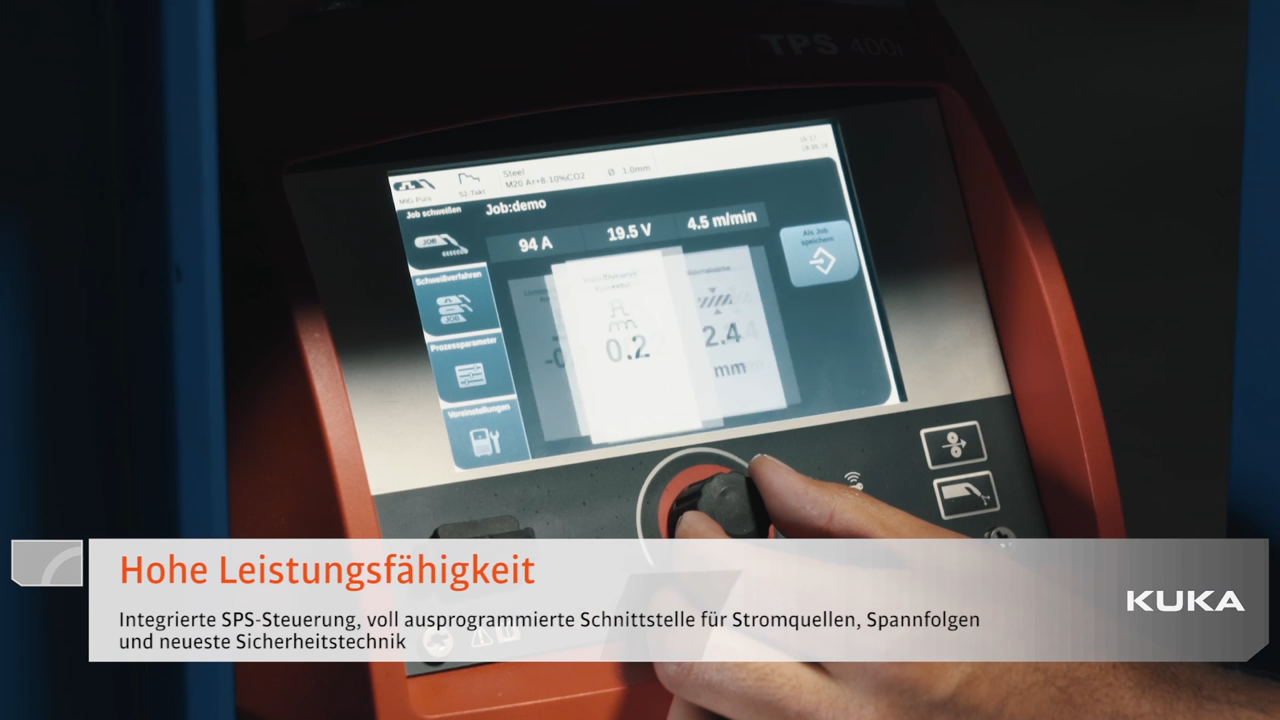 TPS 400i
Steel
M20 Ar+8-10%CO2
Ø 1.0mm
Job schweißen
Job:demo
JOB
94 A
19.5 V
4.5 m/min
Als Job
speichern
Schweißverfahren
JOB
Prozessparameter
Voreinstellungen
0.2
2.4
mm
Hohe Leistungsfähigkeit
Integrierte SPS-Steuerung, voll ausprogrammierte Schnittstelle für Stromquellen, Spannfolgen
und neueste Sicherheitstechnik
KUKA